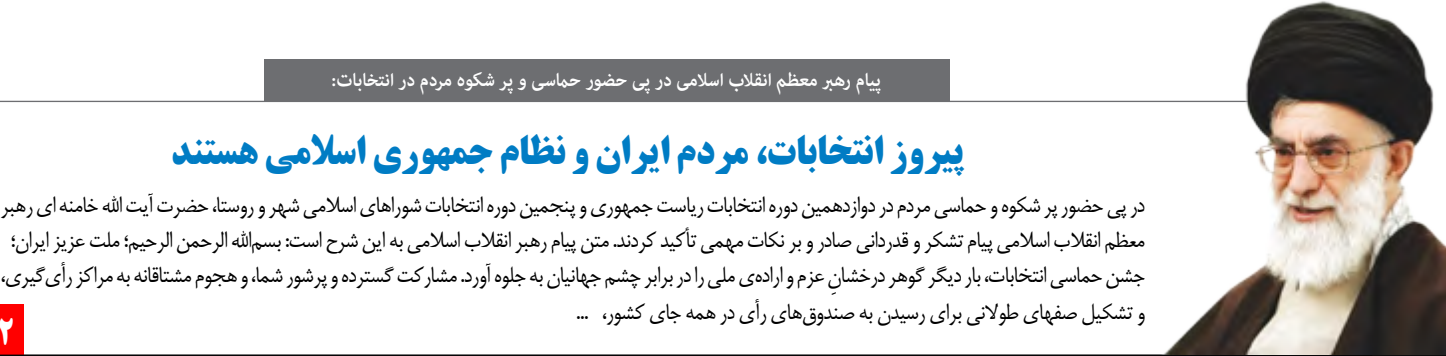 پیام رهبر معظم انقلاب اسلامی در پی حضور حماسی و پر شکوه مردم در انتخابات:
پیروز انتخابات، مردم ایران و نظام جمهوری اسلامی هستند
در پی حضور پر شکوه و حماسی مردم در دوازدهمین دوره انتخابات ریاست جمهوری و پنجمین دوره انتخابات شوراهای اسلامی شهر و روستا، حضرت آیت الله خامنه ای رهبر
معظم انقلاب اسلامی پیام تشکر و قدردانی صادر و بر نکات مهمی تأکید کردند. متن پیام رهبر انقلاب اسلامی به این شرح است: بسم‌الله الرحمن الرحیم؛ ملت عزیز ایران؛
جشن حماسی انتخابات، بار دیگر گوهر درخشانِ عزم و اراده‌ی ملی را در برابر چشم جهانیان به جلوه آورد. مشارکت گسترده و پرشور شما، و هجوم مشتاقانه به مراکز رأی‌گیری،
و تشکیل صفهای طولانی برای رسیدن به صندوق‌های رأی در همه جای کشور، ...
۲